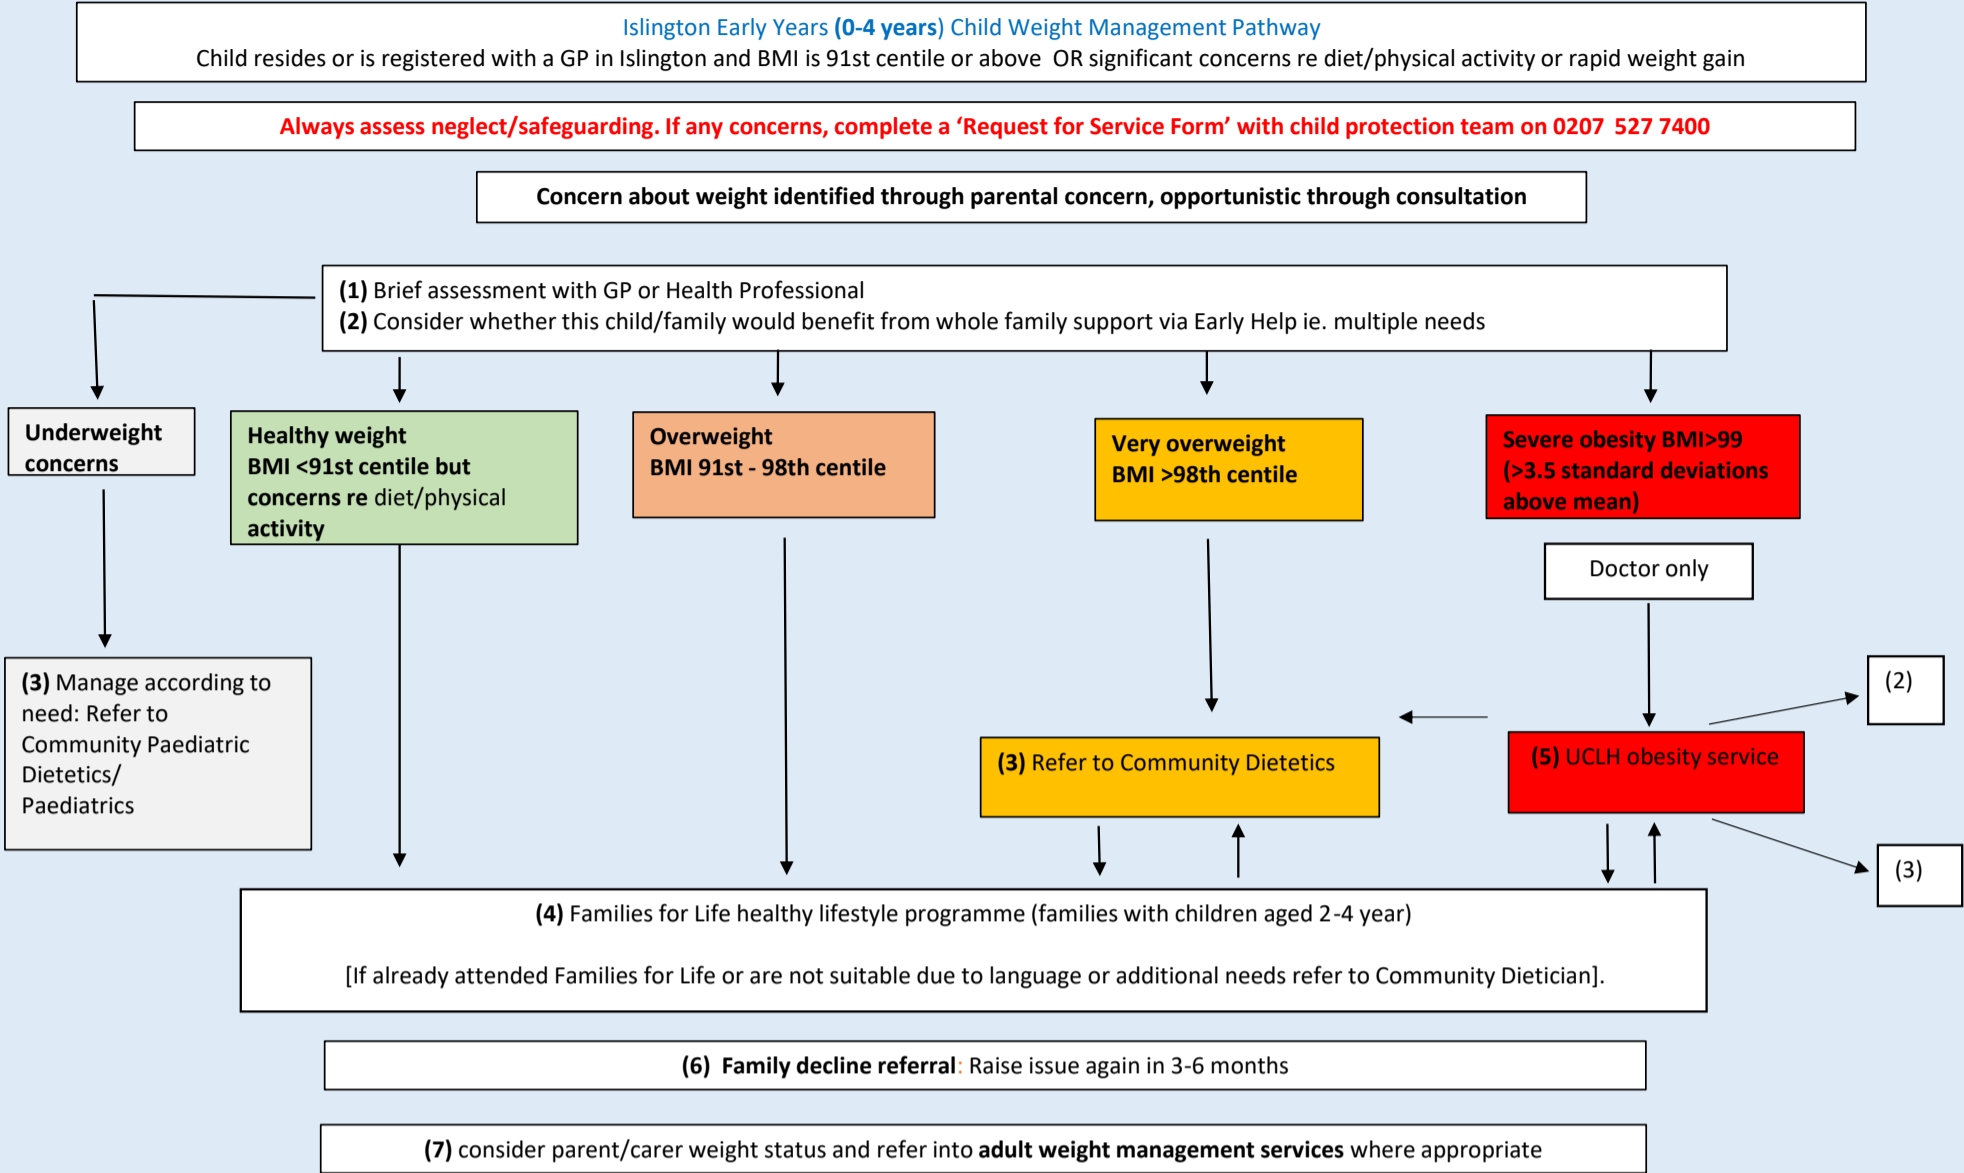 Islington Early Years (0-4 years) Child Weight Management Pathway
Child resides or is registered with a GP in Islington and BMI is 91st centile or above  OR significant concerns re diet/physical activity or rapid weight gain
Always assess neglect/safeguarding. If any concerns, complete a ‘Request for Service Form’ with child protection team on 0207  527 7400
Concern about weight identified through parental concern, opportunistic through consultation
(1) Brief assessment with GP or Health Professional
(2) Consider whether this child/family would benefit from whole family support via Early Help ie. multiple needs
Underweight
concerns
Healthy weight
BMI <91st centile but
concerns re diet/physical
activity
Overweight
BMI 91st - 98th centile
Very overweight
BMI >98th centile
Severe obesity BMI>99
(>3.5 standard deviations
above mean)
Doctor only
(3) Manage according to
need: Refer to
Community Paediatric
Dietetics/
Paediatrics
(3) Refer to Community Dietetics
(5) UCLH obesity service
(2)
(3)
(4) Families for Life healthy lifestyle programme (families with children aged 2-4 year)
[If already attended Families for Life or are not suitable due to language or additional needs refer to Community Dietician].
(6)  Family decline referral: Raise issue again in 3-6 months
(7) consider parent/carer weight status and refer into adult weight management services where appropriate